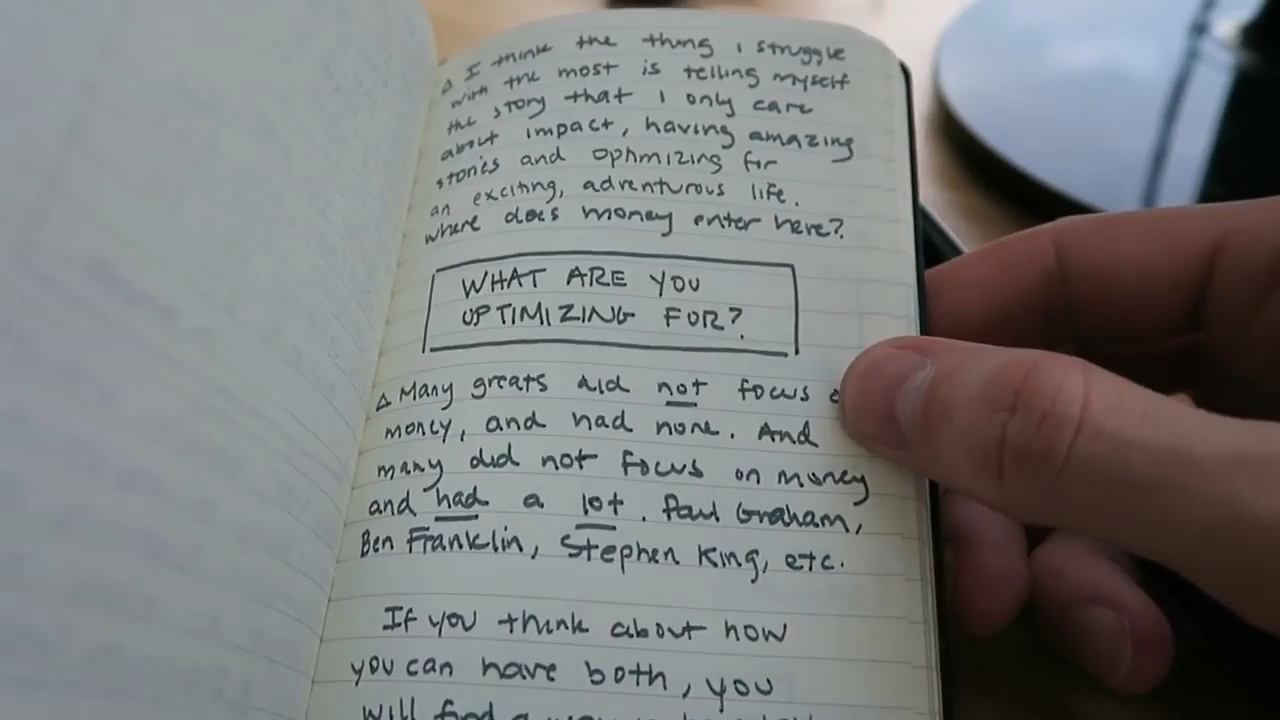 △ I think the thing I struggle
with the most is telling myself
the story that I only care
about impact, having amazing
stories and optimizing for
an exciting, adventurous life.
where does money enter here?
WHAT ARE YOU
OPTIMIZING FOR?
△ Many greats did not focus
money, and had none. And
many did not focus on money
and had a lot. Paul Graham,
Ben Franklin, Stephen King, etc.
If you think about how
you can have both, you
will find a